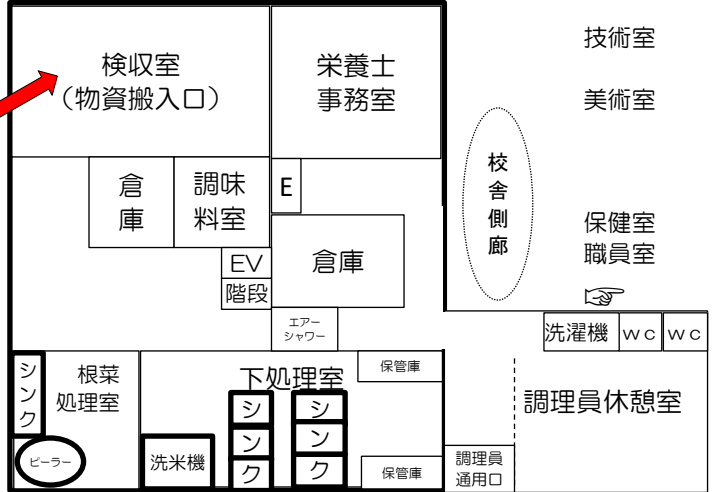 検収室
（物資搬入口）
栄養士
事務室
技術室
美術室
校舎側廊
保健室
職員室
☞
倉庫
調味
料室
E
倉庫
EV
階段
エアー
シャワー
洗濯機
ｗｃ
ｗｃ
シンク
根菜
処理室
ピーラー
下処理室
洗米機
シンク
シンク
保管庫
保管庫
調理員休憩室
調理員
通用口